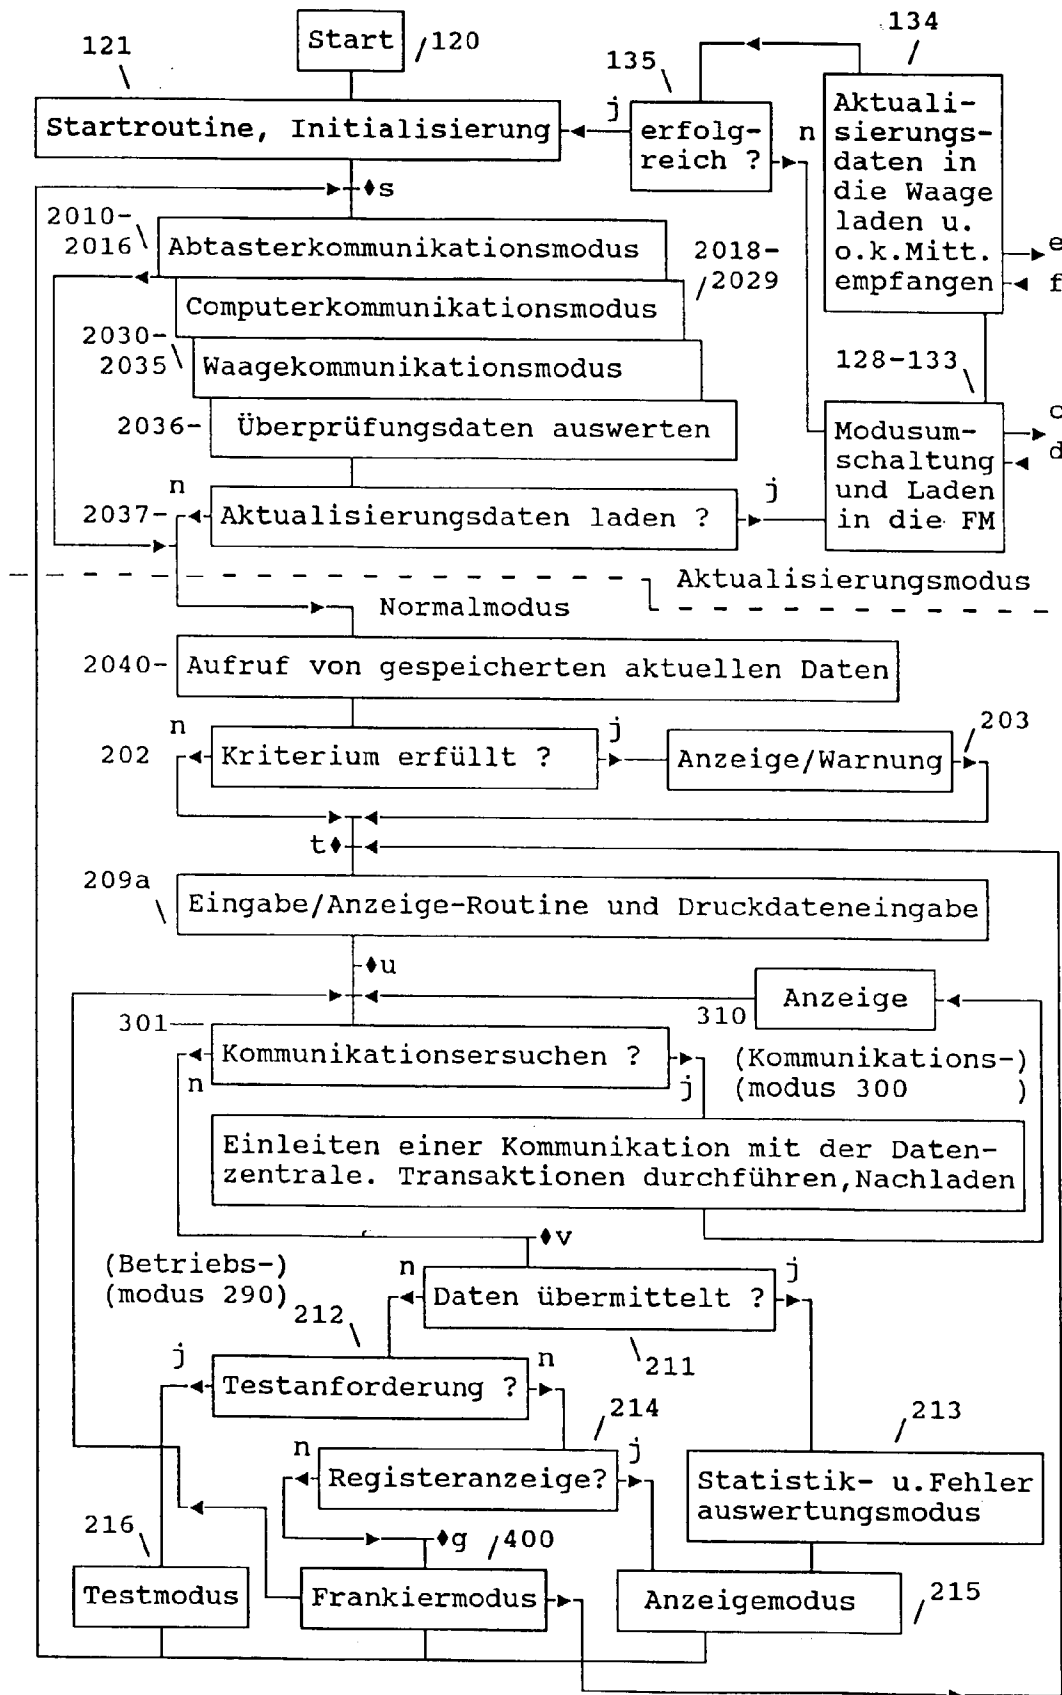 134
Start
120
121
135
j
Startroutine, Initialisierung
erfolg-
reich ?
n
Aktuali-
sierungs-
daten in
die Waage
laden u.
o.k.Mitt.
empfangen
e
f
s
2010-
2016
Abtasterkommunikationsmodus
2018-
2029
Computerkommunikationsmodus
2030-
2035
Waagekommunikationsmodus
128-133
2036-
Überprüfungsdaten auswerten
Modusum-
schaltung
und Laden
in die FM
c
d
n
j
2037-
Aktualisierungsdaten laden ?
Aktualisierungsmodus
Normalmodus
2040-
Aufruf von gespeicherten aktuellen Daten
n
j
203
202
Kriterium erfüllt ?
Anzeige/Warnung
t
209a
Eingabe/Anzeige-Routine und Druckdateneingabe
u
Anzeige
310
301
Kommunikationsersuchen ?
n
j
(Kommunikations-)
(modus 300 )
Einleiten einer Kommunikation mit der Daten-
zentrale. Transaktionen durchführen,Nachladen
v
(Betriebs-)
(modus 290)
n
j
Daten übermittelt ?
212
211
j
n
Testanforderung ?
214
213
n
j
Registeranzeige?
Statistik- u.Fehler
auswertungsmodus
216
g
400
Testmodus
Frankiermodus
Anzeigemodus
215